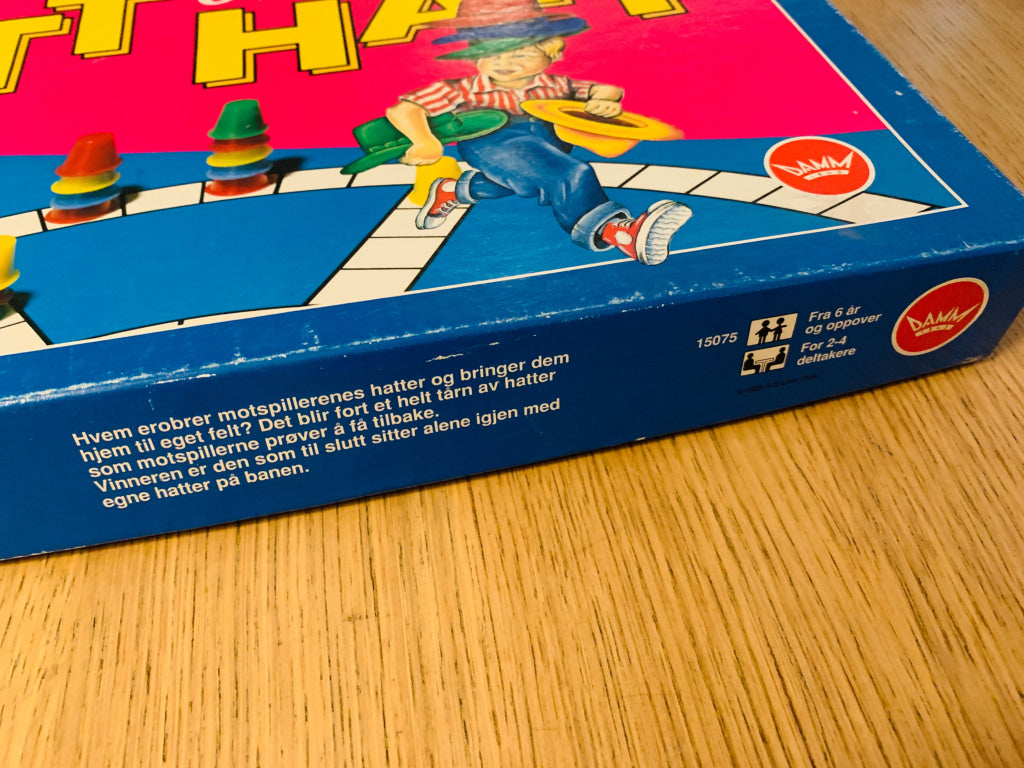 HATT
DAMM
Hvem erobrer motspillerenes hatter og bringer dem
hjem til eget felt? Det blir fort et helt tårn av hatter
som motspillerne prøver å få tilbake.
Vinneren er den som til slutt sitter alene igjen med
egne hatter på banen.
15075
Fra 6 år
og oppover
For 2-4
deltakere
DAMM